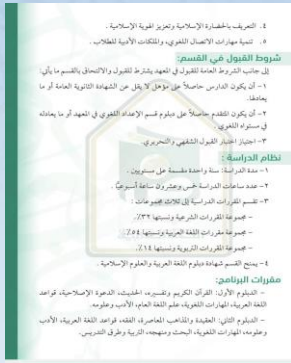 ٤. التعريف بالحضارة الإسلامية وتعزيز الهوية الإسلامية .
٥. تنمية مهارات الاتصال اللغوي، والملكات الأدبية للطلاب .
شروط القبول في القسم:
إلى جانب الشروط العامة للقبول في المعهد يشترط للقبول والالتحاق بالقسم ما يأتي:
١- أن يكون الدارس حاصلاً على مؤهل لا يقل عن الشهادة الثانوية العامة أو ما
يعادلها.
٢- أن يكون المتقدم حاصلاً على دبلوم قسم الإعداد اللغوي في المعهد أو ما يعادله
في مستواه اللغوي .
٣- اجتياز اختبار القبول الشفهي والتحريري.
نظام الدراسة :
١- مدة الدراسة: سنة واحدة مقسمة على مستويين .
٢- عدد ساعات الدراسة خمس وعشرون ساعة أسبوعيًا .
٣- تقسم المقررات الدراسية إلى ثلاث مجموعات :
- مجموعة المقررات الشرعية ونسبتها ٣٢٪.
- مجموعة مقررات اللغة العربية ونسبتها ٥٤٪.
- مجموعة المقررات التربوية ونسبتها ١٤٪.
٤- يمنح القسم شهادة دبلوم اللغة العربية والعلوم الإسلامية .
مقررات البرنامج:
- الدبلوم الأول: القرآن الكريم وتفسيره، الحديث، الدعوة الإصلاحية، قواعد
اللغة العربية، المهارات اللغوية، علم اللغة العام، الأدب وعلومه.
- الدبلوم الثاني: العقيدة والمذاهب المعاصرة، الفقه، قواعد اللغة العربية، الأدب
وعلومه، المهارات اللغوية، البحث ومنهجه، التربية وطرق التدريس.